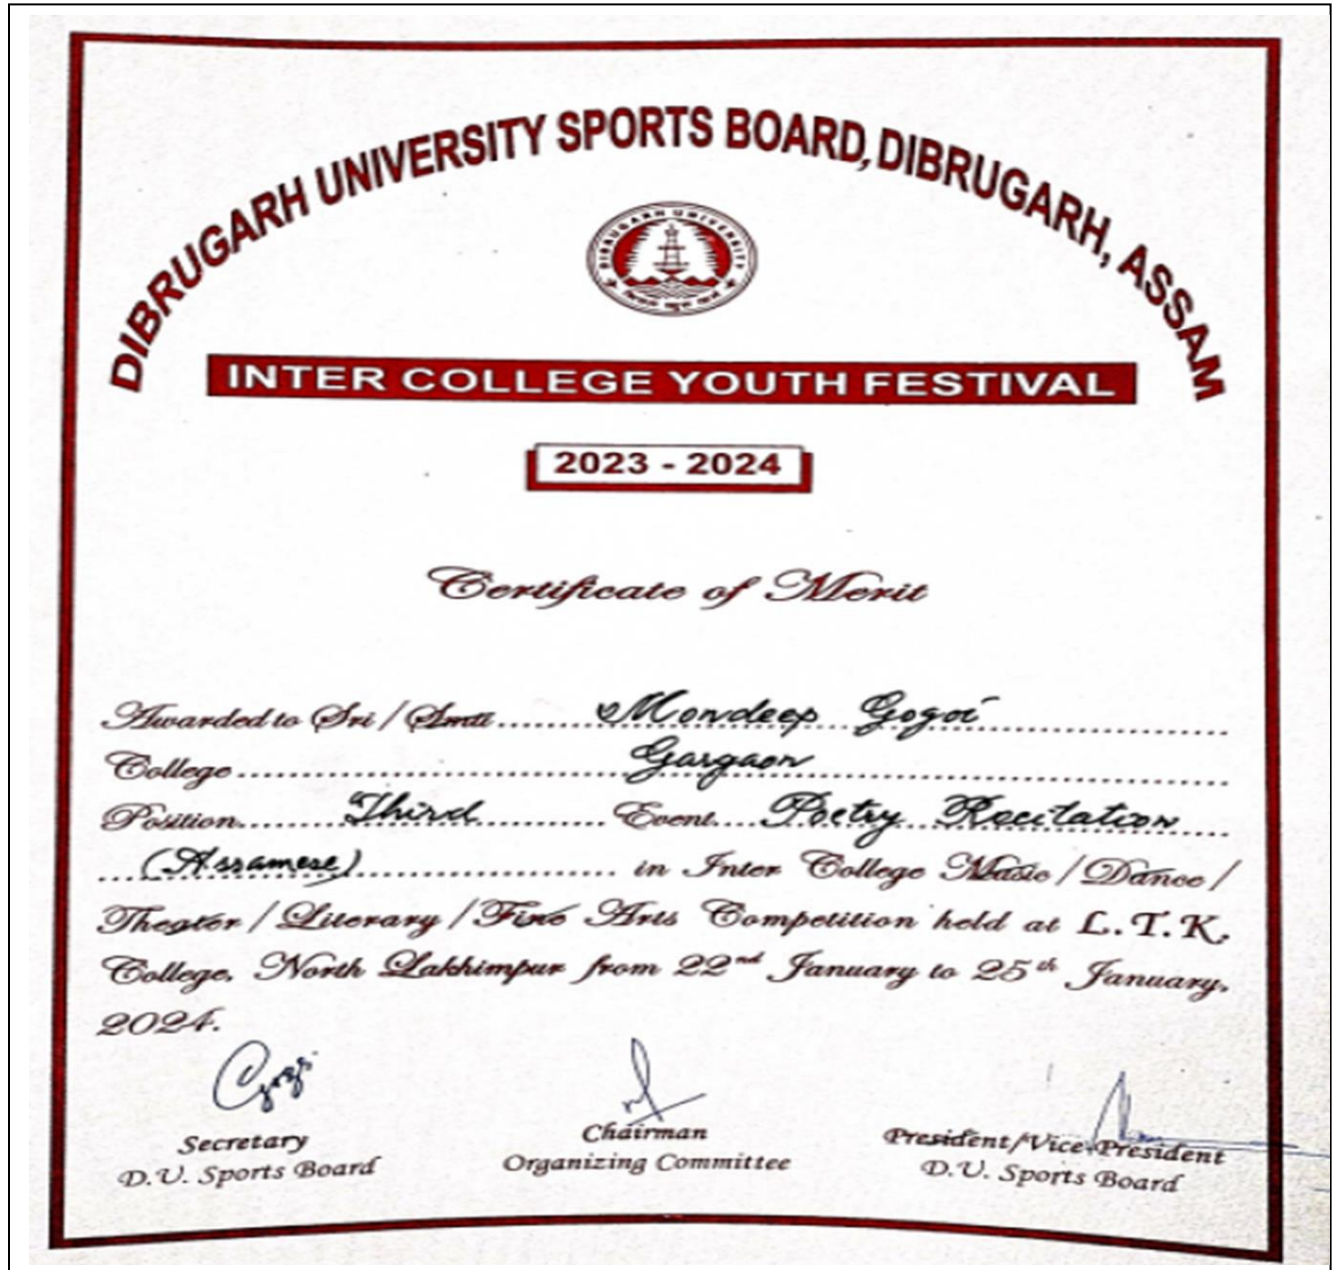 DIBRUGARH UNIVERSITY SPORTS BOARD, DIBRUGARH, ASSAM
DIBRUGARH UNIVERSITY
INTER COLLEGE YOUTH FESTIVAL
2023 - 2024
Certificate of Merit
Awarded to Sri / Smti Mondeep Gogoi
College Gargaon
Position Third Event Poetry Recitation
(Assamese) in Inter College Music / Dance /
Theater / Literary / Fine Arts Competition held at L.T.K.
College, North Lakhimpur from 22nd January to 25th January,
2024.
Secretary
D.U. Sports Board
Chairman
Organizing Committee
President/Vice-President
D.U. Sports Board